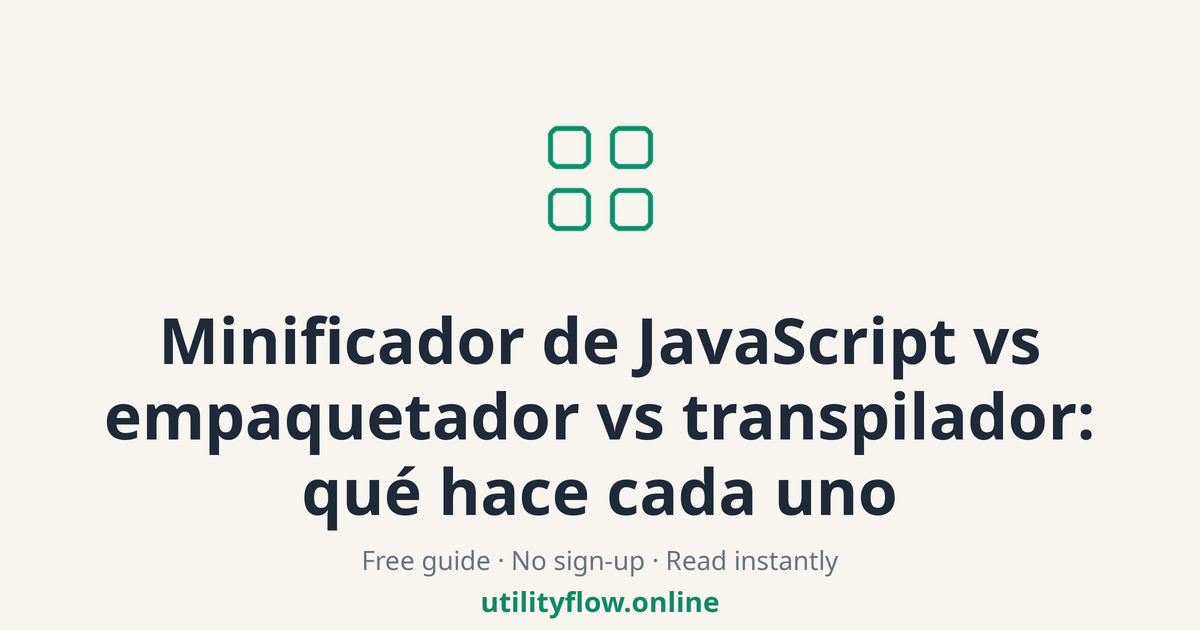 Minificador de JavaScript vs
empaquetador vs transpilador:
qué hace cada uno
Free guide · No sign-up · Read instantly
utilityflow.online